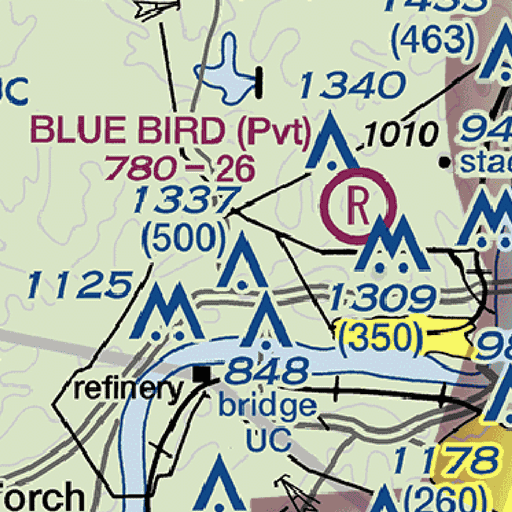 1433
(463)
UC
1340
BLUE BIRD (Pvt)
1010
780 – 26
R
1337
(500)
1125
1309
(350)
refinery
848
bridge
UC
1178
(260)